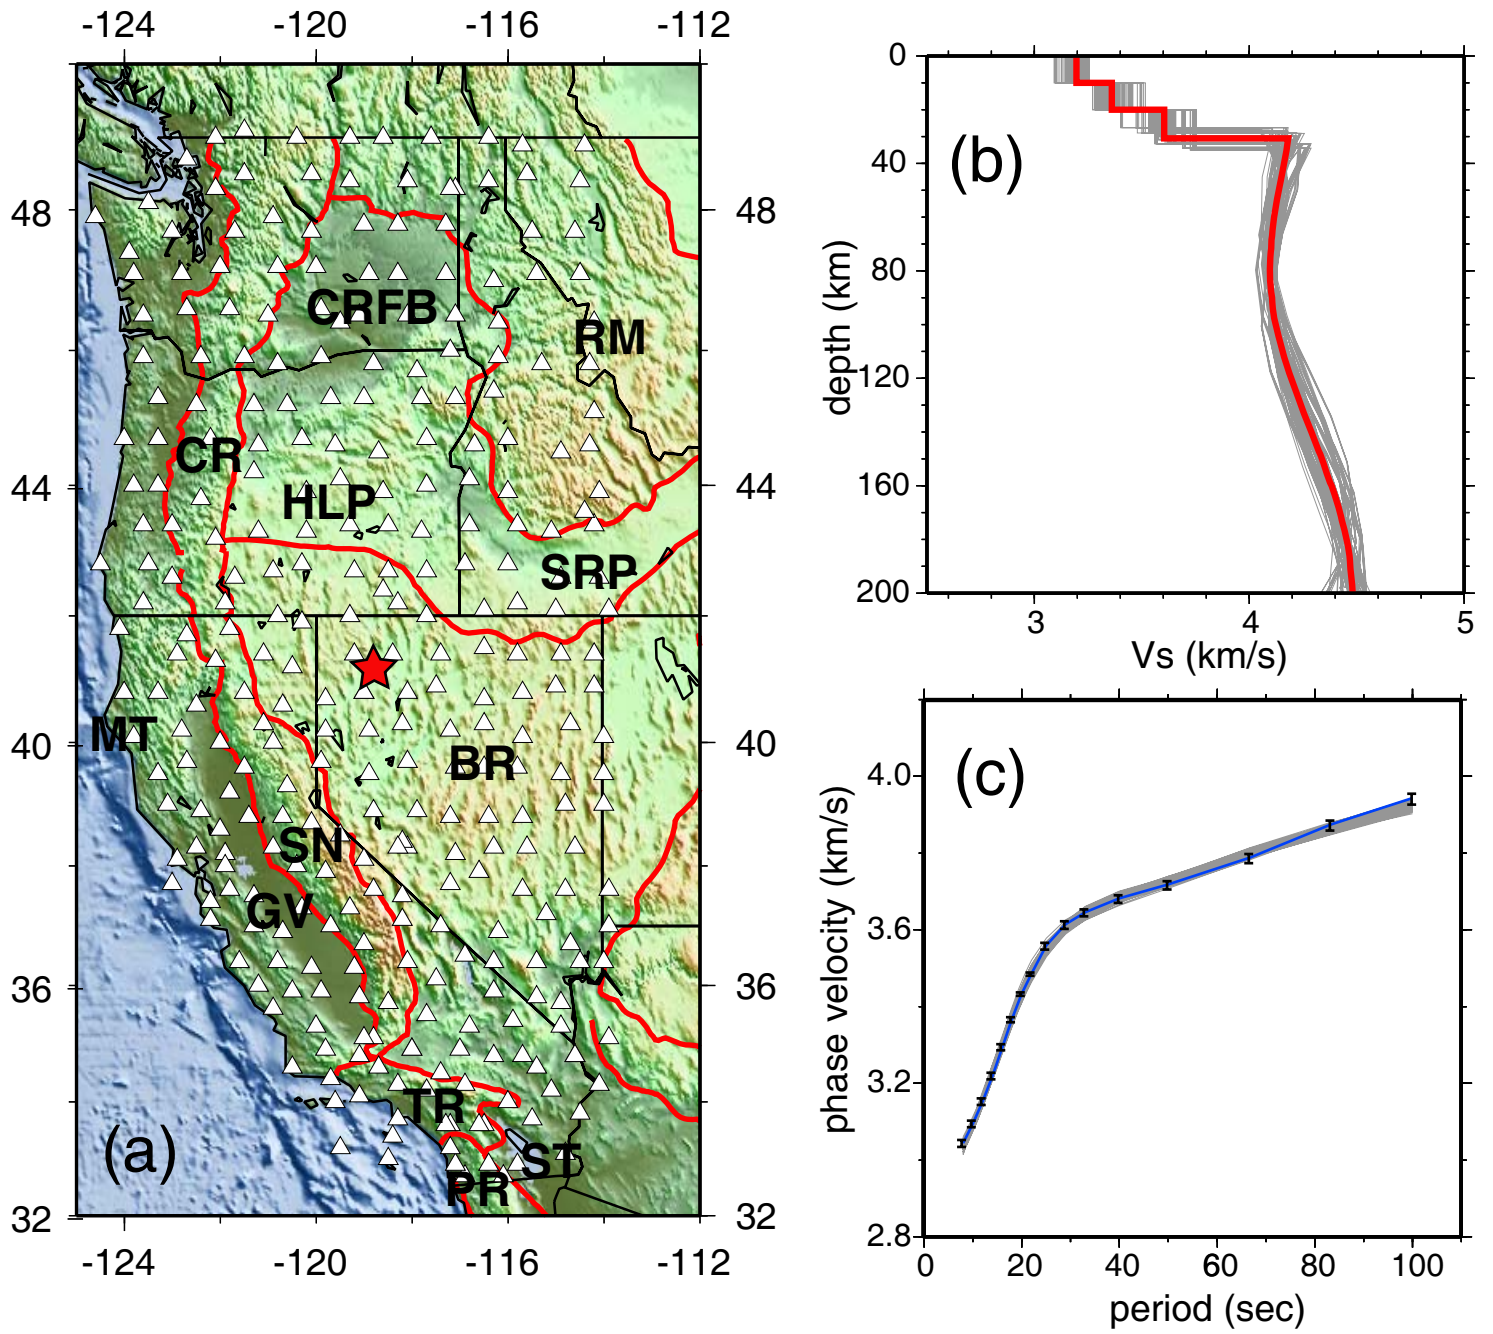 -124 -120 -116 -112
48 48
44 44
40 40
36 36
32 32
-124 -120 -116 -112
CRFB
RM
CR
HLP
SRP
MT
BR
SN
GV
TR
ST
PR
(a)
0
40
80
120
160
200
depth (km)
(b)
3 4 5
Vs (km/s)
4.0
3.6
3.2
2.8
phase velocity (km/s)
(c)
0 20 40 60 80 100
period (sec)